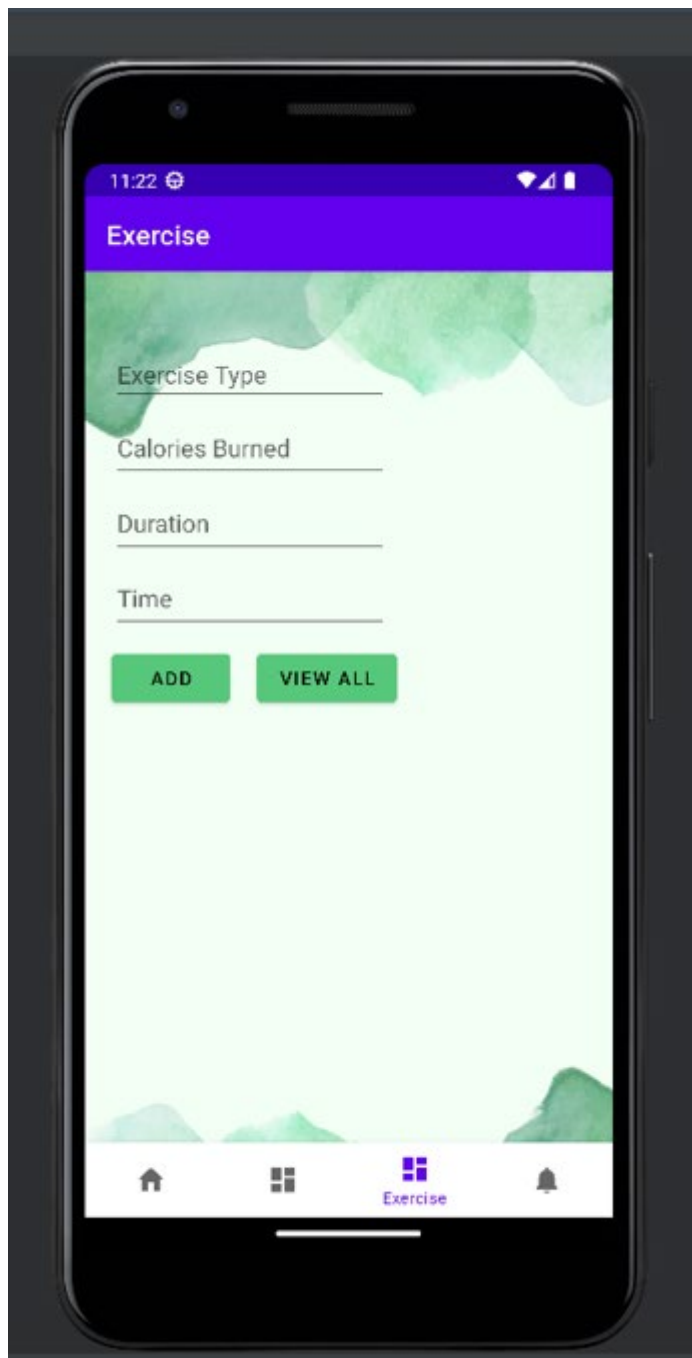 11:22
Exercise
Exercise Type
Calories Burned
Duration
Time
ADD VIEW ALL
Exercise